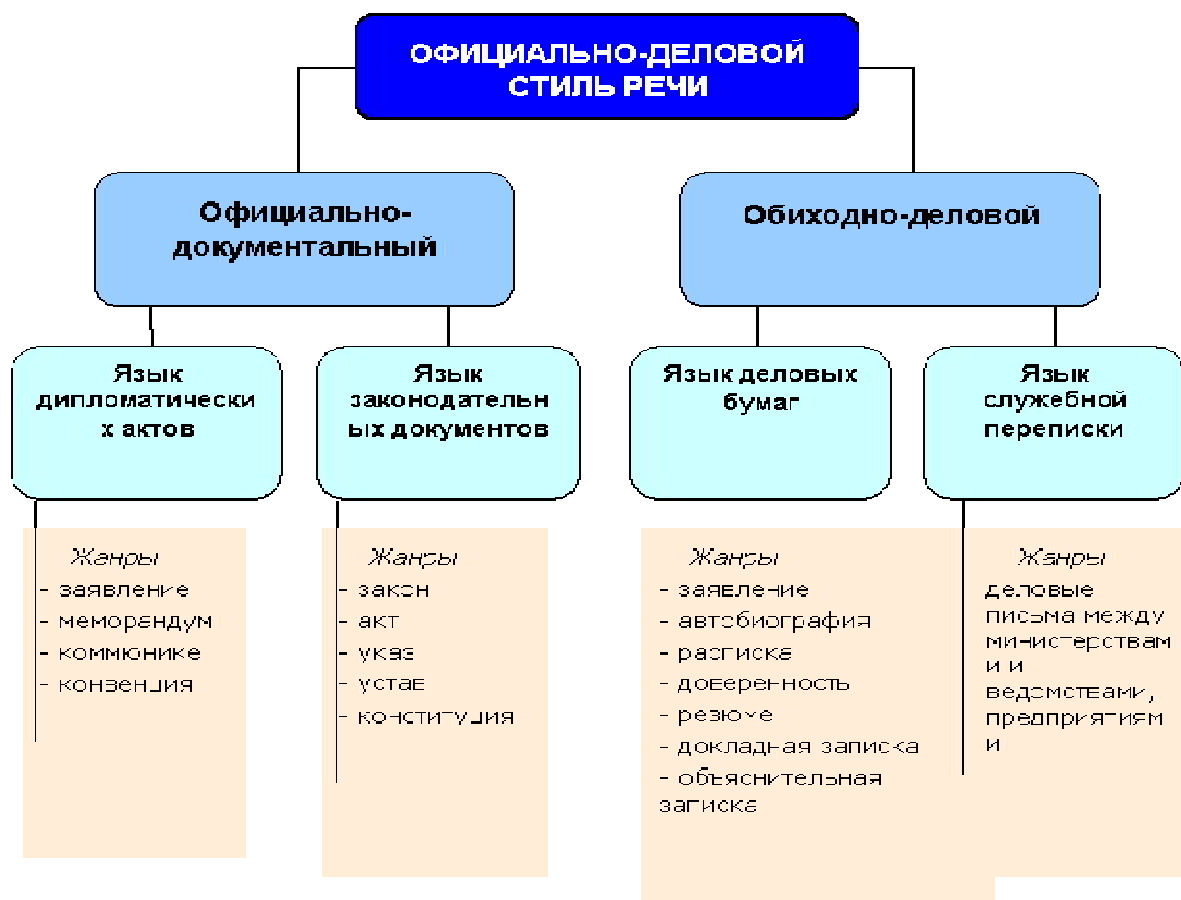 ОФИЦИАЛЬНО-ДЕЛОВОЙ
СТИЛЬ РЕЧИ
Официально-
документальный
Обиходно-деловой
Язык
дипломатически
х актов
Язык
законодательн
ых документов
Язык деловых
бумаг
Язык
служебной
переписки
Жанры
- заявление
- меморандум
- коммюнике
- конвенция
Жанры
- закон
- акт
- указ
- устав
- конституция
Жанры
- заявление
- автобиография
- расписка
- доверенность
- резюме
- докладная записка
- объяснительная
записка
Жанры
деловые
письма между
министерствам
и и
ведомствами,
предприятиям
и